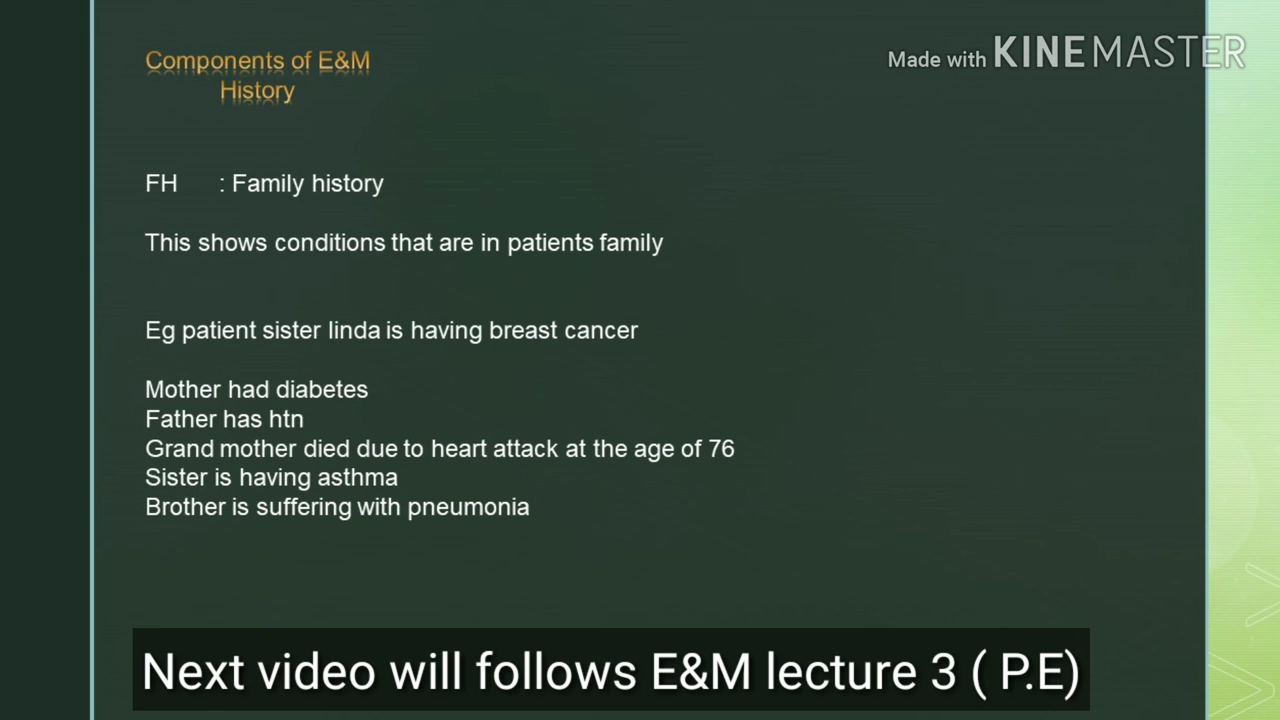 Components of E&M
History
Made with KINEMASTER
FH : Family history
This shows conditions that are in patients family
Eg patient sister linda is having breast cancer
Mother had diabetes
Father has htn
Grand mother died due to heart attack at the age of 76
Sister is having asthma
Brother is suffering with pneumonia
Next video will follows E&M lecture 3 ( P.E)